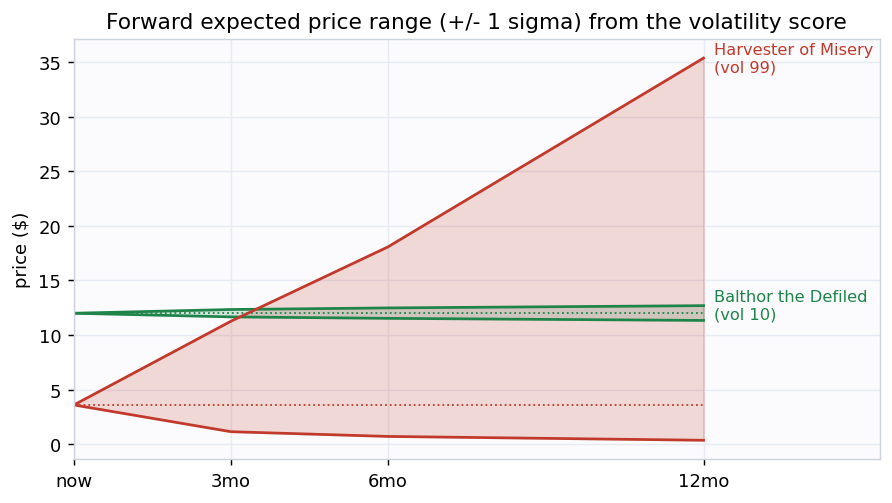 Forward expected price range (+/- 1 sigma) from the volatility score
price ($)
35
30
25
20
15
10
5
0
now
3mo
6mo
12mo
Harvester of Misery
(vol 99)
Balthor the Defiled
(vol 10)